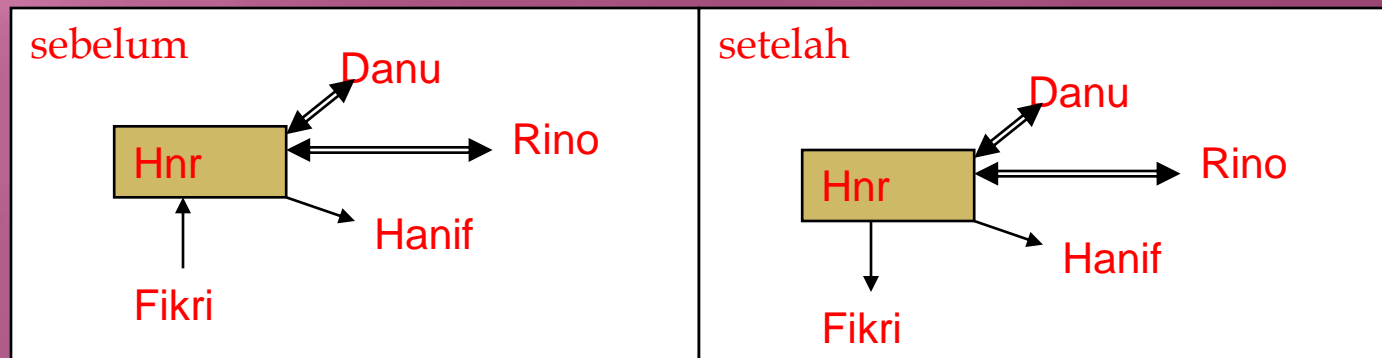 sebelum
Danu
Rino
Hnr
Hanif
Fikri
setelah
Danu
Rino
Hnr
Hanif
Fikri